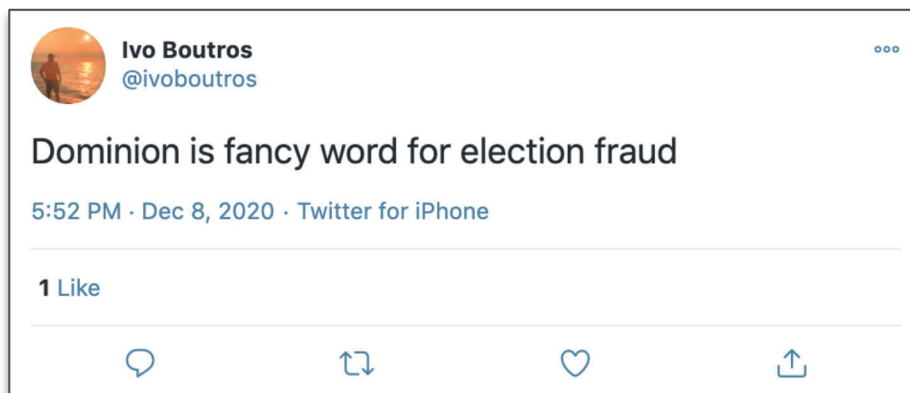 Ivo Boutros
@ivoboutros
Dominion is fancy word for election fraud
5:52 PM · Dec 8, 2020 · Twitter for iPhone
1 Like